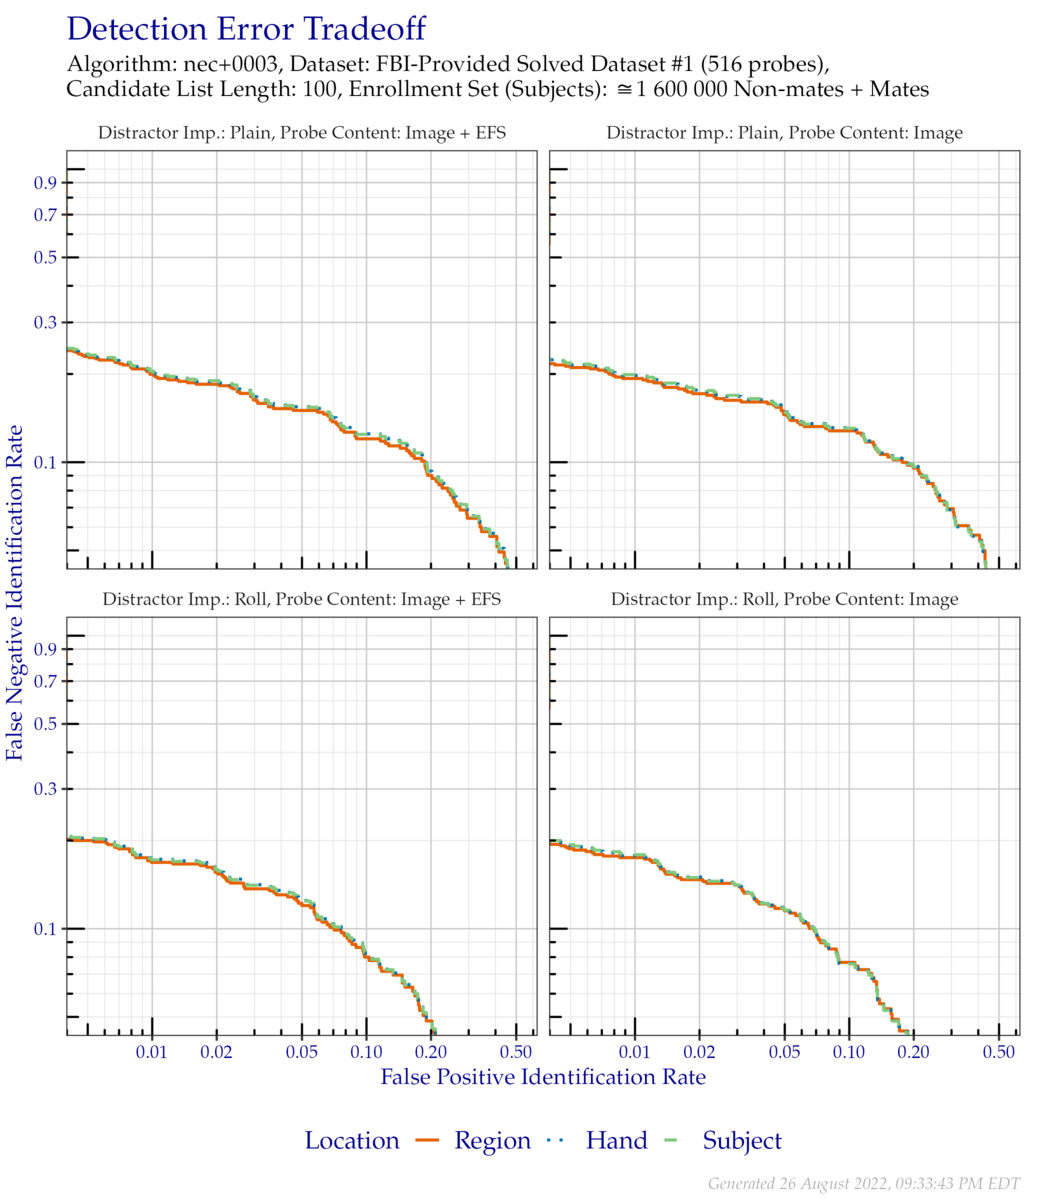 Detection Error Tradeoff
Algorithm: nec+0003, Dataset: FBI-Provided Solved Dataset #1 (516 probes),
Candidate List Length: 100, Enrollment Set (Subjects): ≅1 600 000 Non-mates + Mates
Distractor Imp.: Plain, Probe Content: Image + EFS
Distractor Imp.: Plain, Probe Content: Image
0.9
0.7
0.5
0.3
0.1
False Negative Identification Rate
Distractor Imp.: Roll, Probe Content: Image + EFS
Distractor Imp.: Roll, Probe Content: Image
0.9
0.7
0.5
0.3
0.1
0.01 0.02 0.05 0.10 0.20 0.50
0.01 0.02 0.05 0.10 0.20 0.50
False Positive Identification Rate
Location Region Hand Subject
Generated 26 August 2022, 09:33:43 PM EDT